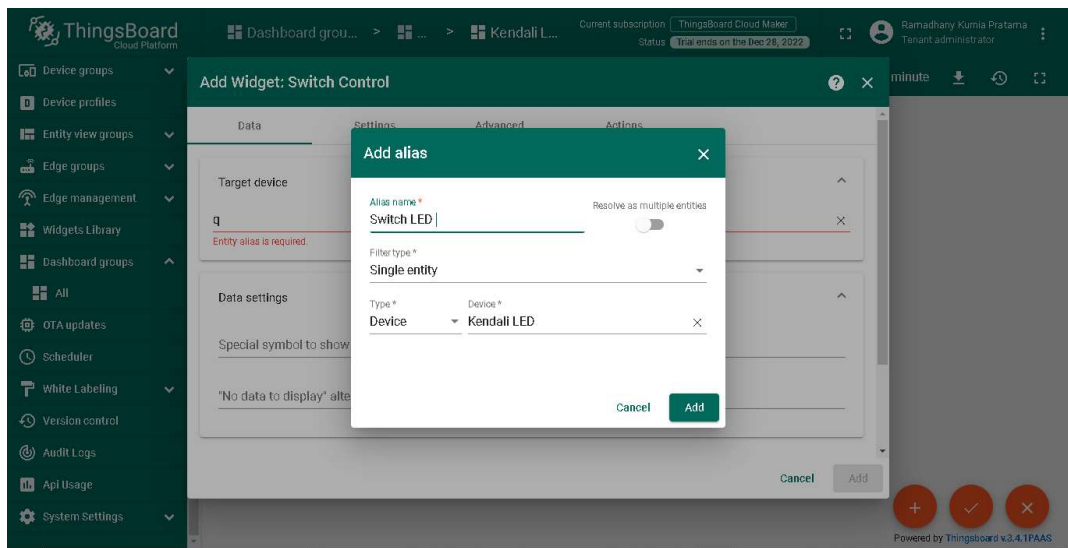 ThingsBoard
Cloud Platform
Dashboard grou... > ... > Kendali L...
Current subscription ThingsBoard Cloud Maker
Status Trial ends on the Dec 28, 2022
Ramadhany Kurnia Pratama
Tenant administrator
Device groups
Device profiles
Entity view groups
Edge groups
Edge management
Widgets Library
Dashboard groups
All
OTA updates
Scheduler
White Labeling
Version control
Audit Logs
Api Usage
System Settings
minute
Add Widget: Switch Control
Data Settings Advanced Actions
Target device
q
Entity alias is required.
Data settings
Special symbol to show
"No data to display" alte
Cancel Add
Add alias
Alias name *
Switch LED
Resolve as multiple entities
Filter type *
Single entity
Type * Device *
Device Kendali LED
Cancel Add
Powered by Thingsboard v.3.4.1PAAS